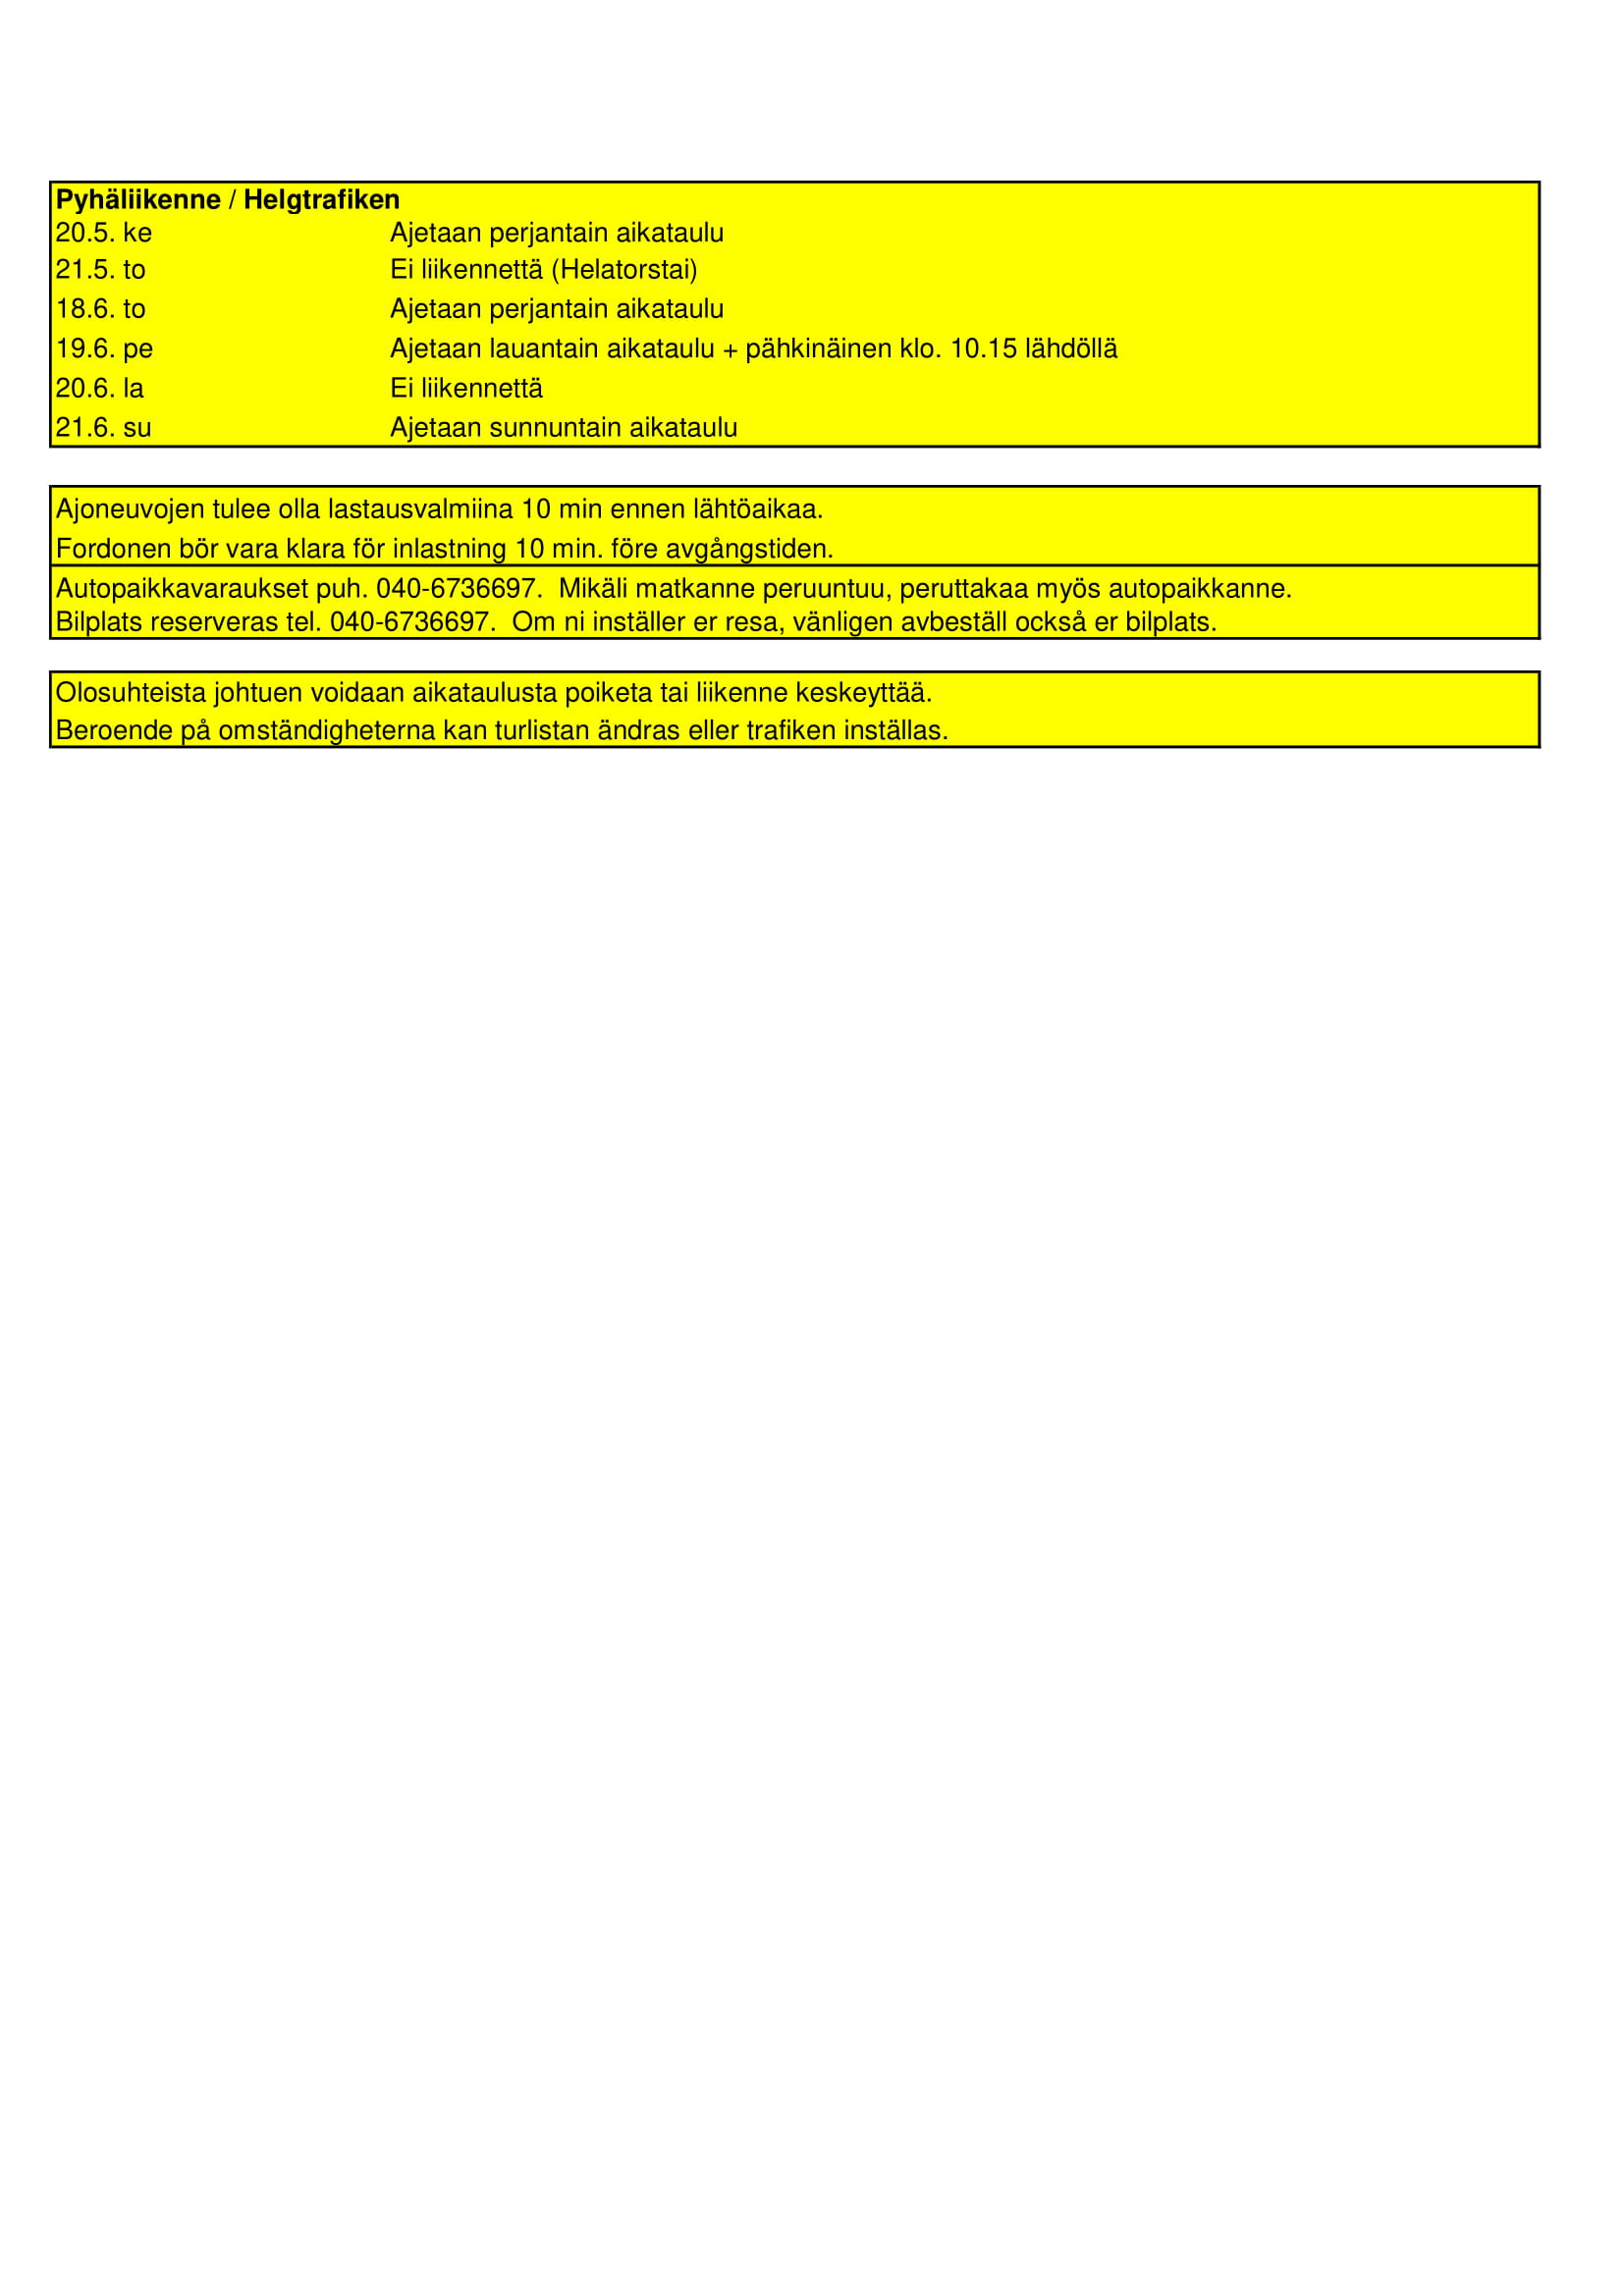 Pyhäliikenne / Helgtrafiken
20.5. ke Ajetaan perjantain aikataulu
21.5. to Ei liikennettä (Helatorstai)
18.6. to Ajetaan perjantain aikataulu
19.6. pe Ajetaan lauantain aikataulu + pähkinäinen klo. 10.15 lähdöllä
20.6. la Ei liikennettä
21.6. su Ajetaan sunnuntain aikataulu
Ajoneuvojen tulee olla lastausvalmiina 10 min ennen lähtöaikaa.
Fordonen bör vara klara för inlastning 10 min. före avgångstiden.
Autopaikkavaraukset puh. 040-6736697.  Mikäli matkanne peruuntuu, peruttakaa myös autopaikkanne.
Bilplats reserveras tel. 040-6736697.  Om ni inställer er resa, vänligen avbeställ också er bilplats.
Olosuhteista johtuen voidaan aikataulusta poiketa tai liikenne keskeyttää.
Beroende på omständigheterna kan turlistan ändras eller trafiken inställas.